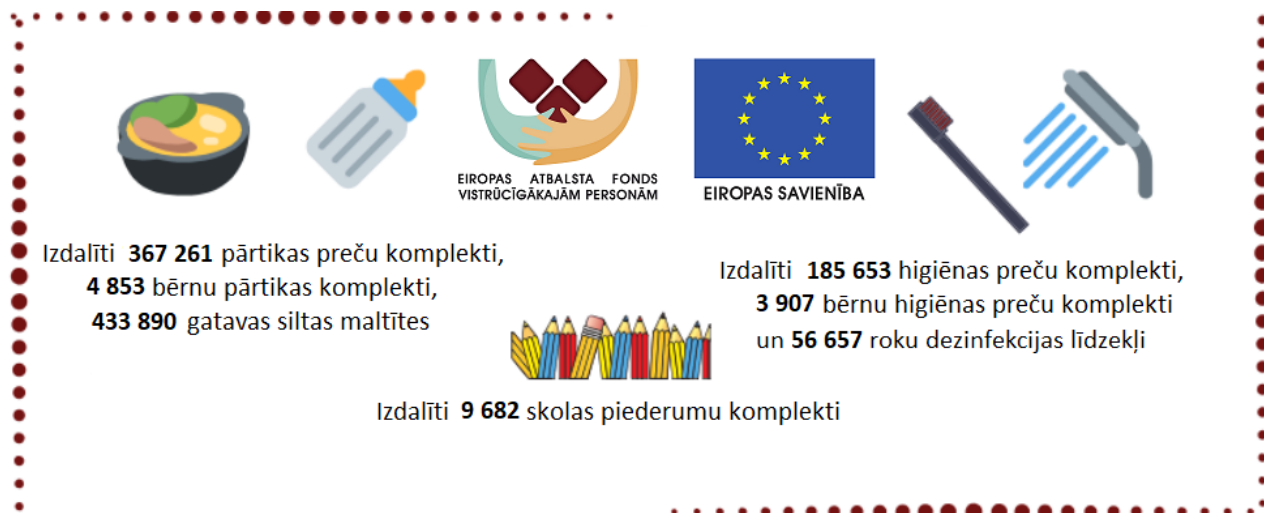 EIROPAS ATBALSTA FONDS
VISTRŪCĪGĀKAJĀM PERSONĀM
EIROPAS SAVIENĪBA
Izdalīti 367 261 pārtikas preču komplekti,
4 853 bērnu pārtikas komplekti,
433 890 gatavas siltas maltītes
Izdalīti 185 653 higiēnas preču komplekti,
3 907 bērnu higiēnas preču komplekti
un 56 657 roku dezinfekcijas līdzekļi
Izdalīti 9 682 skolas piederumu komplekti